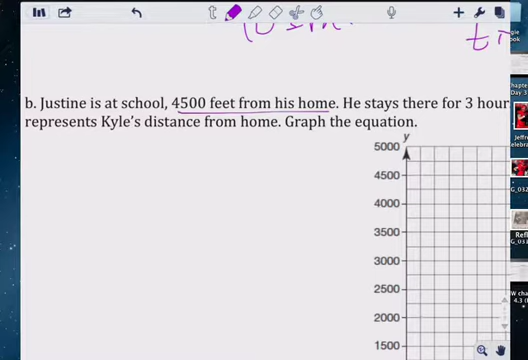 b. Justine is at school, 4500 feet from his home. He stays there for 3 hour
represents Kyle's distance from home. Graph the equation.
y
5000
4500
4000
3500
3000
2500
2000
1500